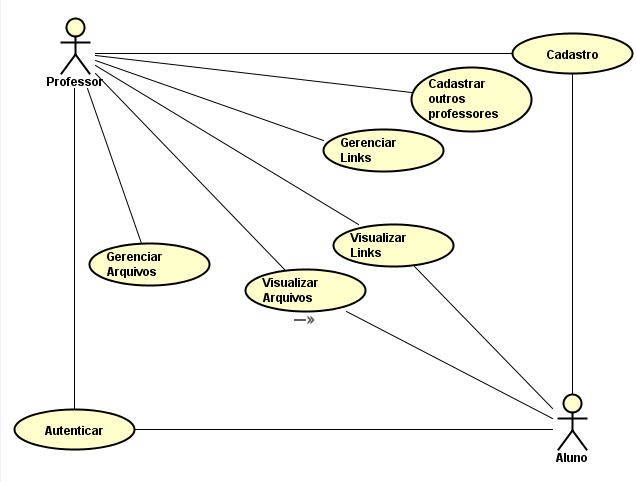 Professor
Cadastro
Cadastrar
outros
professores
Gerenciar
Links
Visualizar
Links
Gerenciar
Arquivos
Visualizar
Arquivos
Autenticar
Aluno